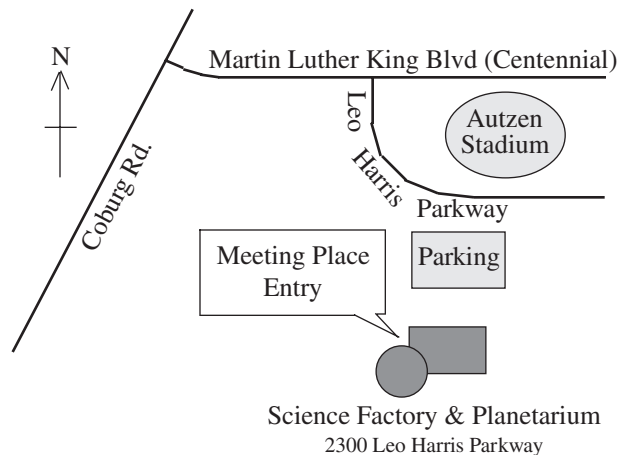 Martin Luther King Blvd (Centennial)
N
Leo
Harris
Parkway
Autzen
Stadium
Coburg Rd.
Meeting Place
Entry
Parking
Science Factory & Planetarium
2300 Leo Harris Parkway